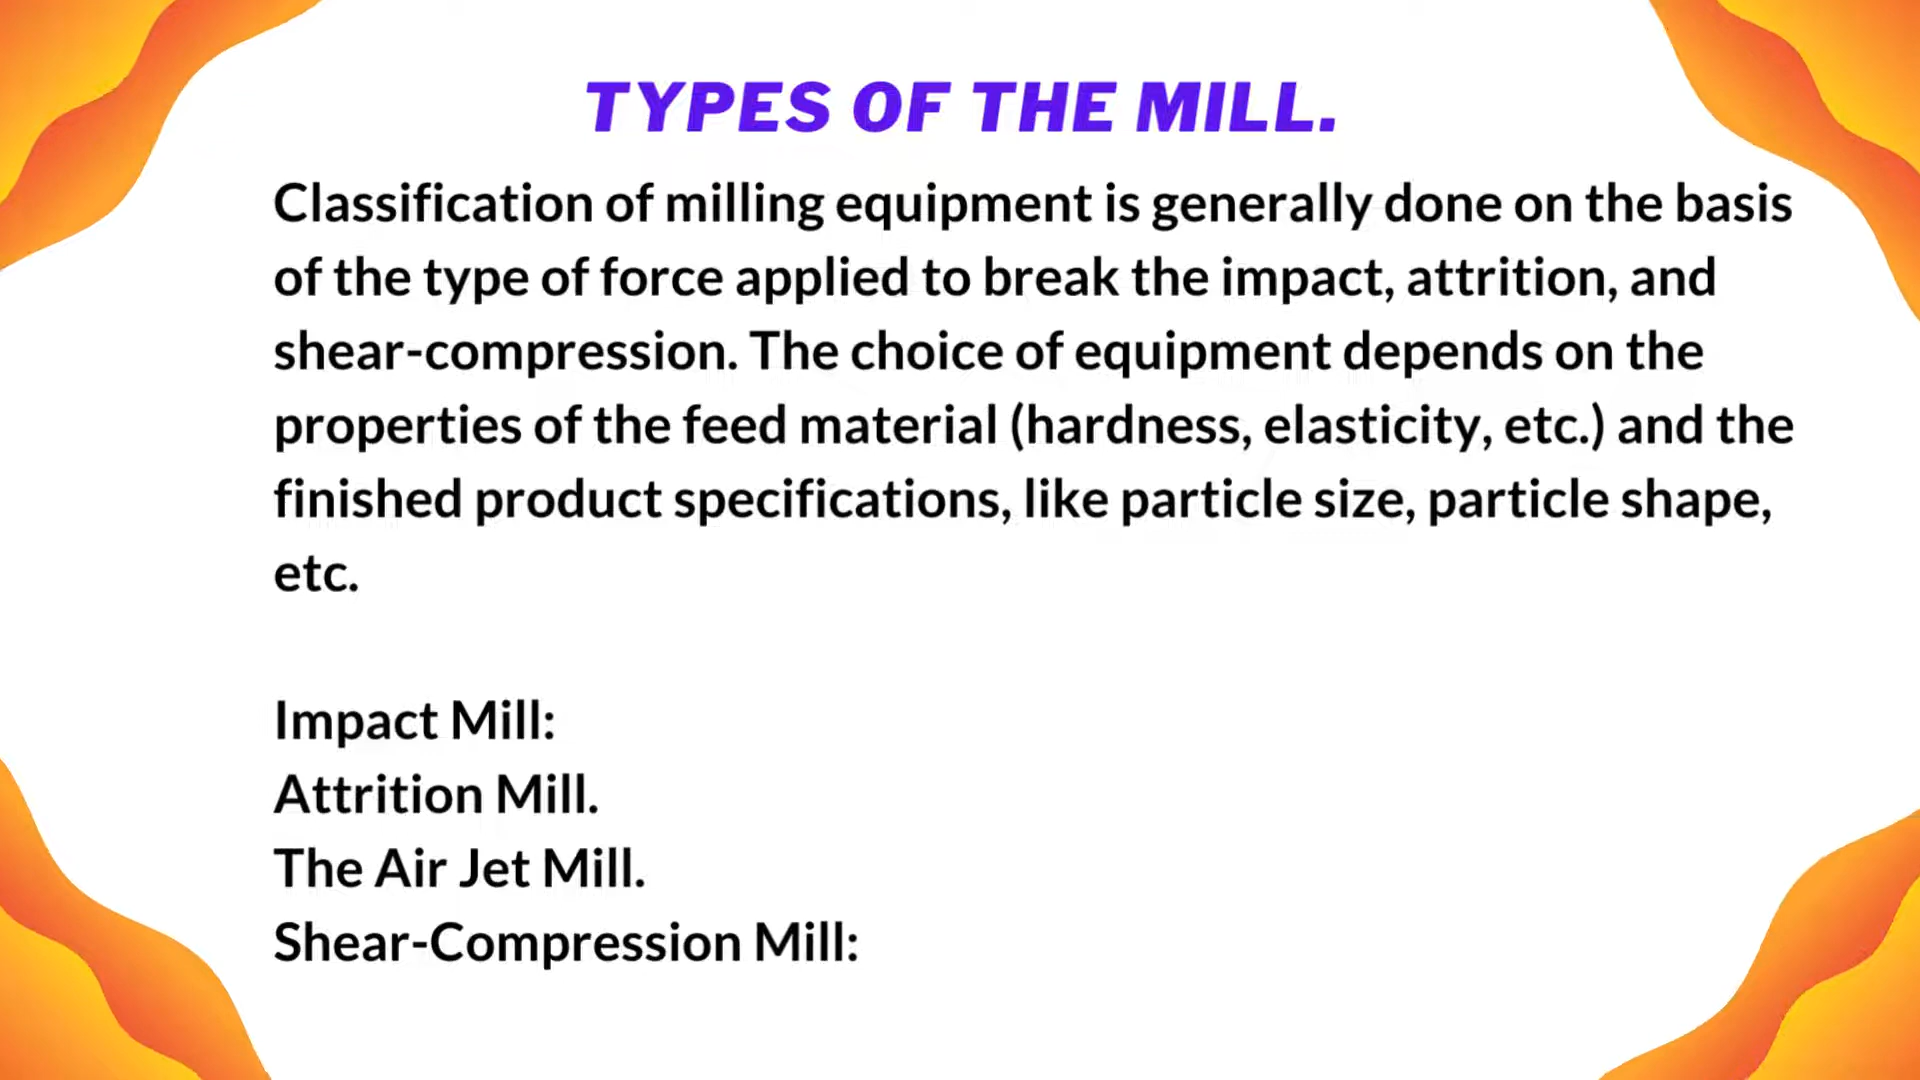 TYPES OF THE MILL.
Classification of milling equipment is generally done on the basis
of the type of force applied to break the impact, attrition, and
shear-compression. The choice of equipment depends on the
properties of the feed material (hardness, elasticity, etc.) and the
finished product specifications, like particle size, particle shape,
etc.
Impact Mill:
Attrition Mill.
The Air Jet Mill.
Shear-Compression Mill: